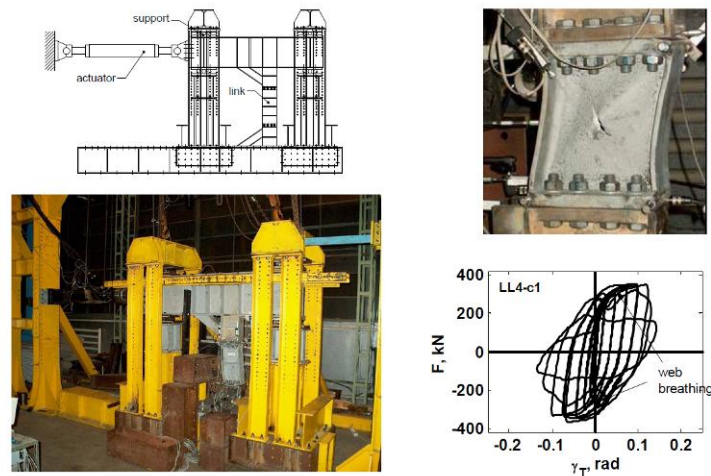 support
actuator
link
LL4-c1
F, kN
400
200
0
-200
-400
web
breathing
-0.2
-0.1
0
0.1
0.2
γT, rad